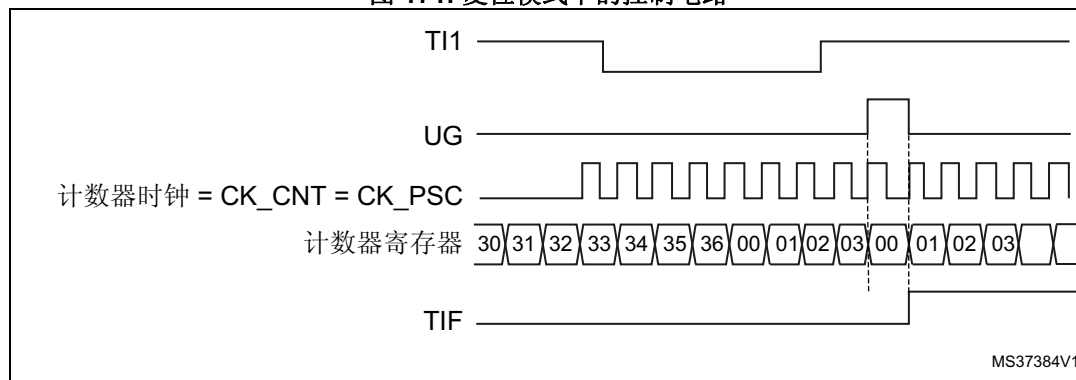 TI1
UG
计数器时钟 = CK_CNT = CK_PSC
计数器寄存器 30 31 32 33 34 35 36 00 01 02 03 00 01 02 03
TIF
MS37384V1